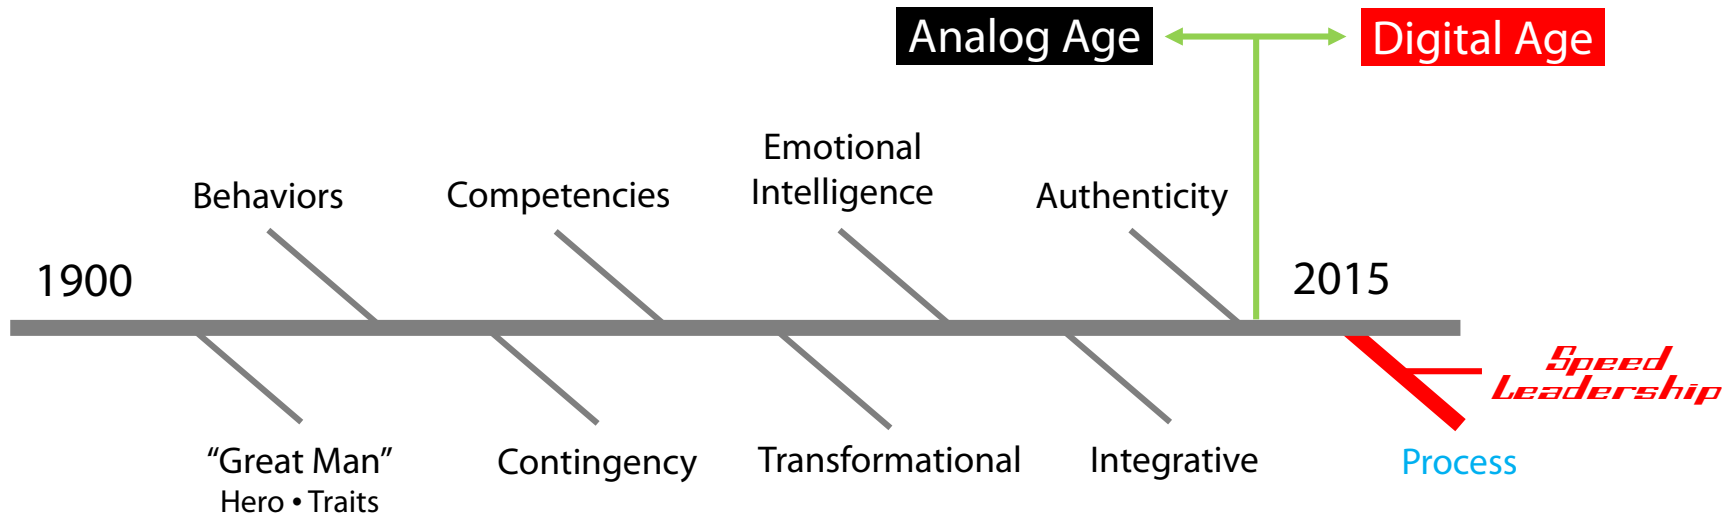 Analog Age
Digital Age
Emotional
Intelligence
Behaviors
Competencies
Authenticity
1900
2015
Speed
Leadership
“Great Man”
Hero • Traits
Contingency
Transformational
Integrative
Process